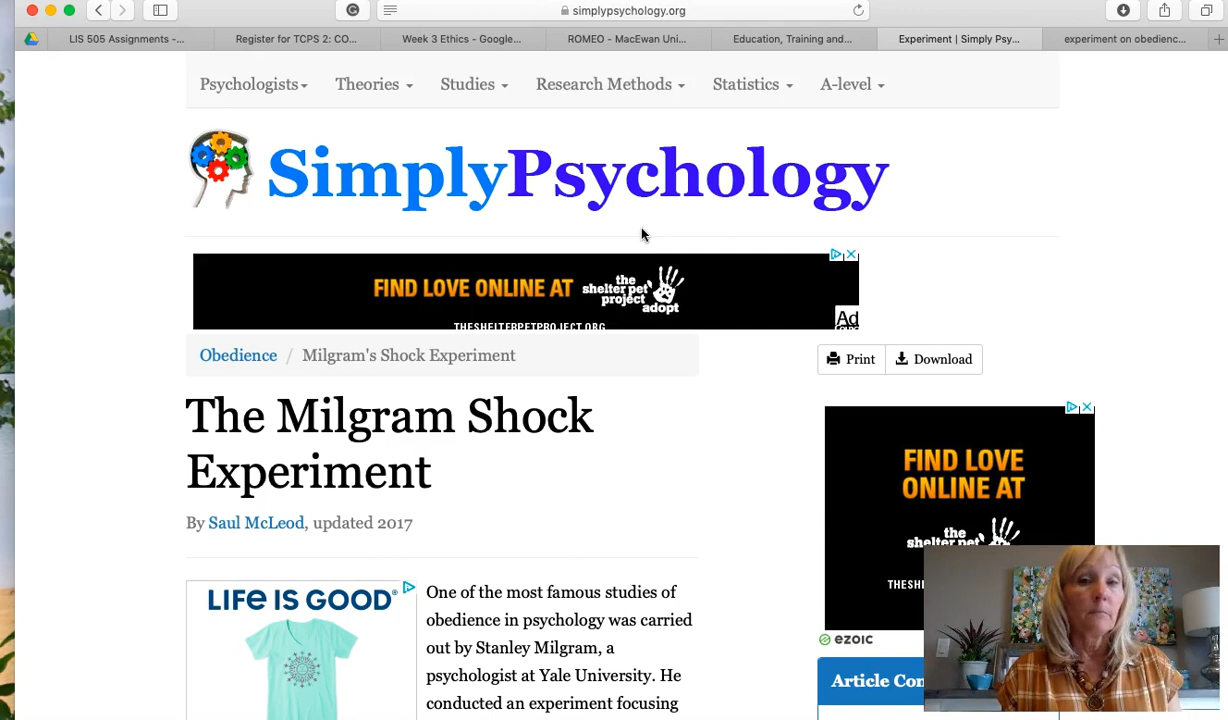 simplypsychology.org
LIS 505 Assignments -...
Register for TCPS 2: CO...
Week 3 Ethics - Google...
ROMEO - MacEwan Uni...
Education, Training and...
Experiment | Simply Psy...
experiment on obedienc...
Psychologists
Theories
Studies
Research Methods
Statistics
A-level
SimplyPsychology
FIND LOVE ONLINE AT
the
shelter pet
project
adopt
THESHELTERPETPROJECT.ORG
Ad
Obedience / Milgram's Shock Experiment
Print
Download
The Milgram Shock
Experiment
By Saul McLeod, updated 2017
FIND LOVE
ONLINE AT
the
shelter pet
project
THESH
ezoic
LIFE IS GOOD®
One of the most famous studies of
obedience in psychology was carried
out by Stanley Milgram, a
psychologist at Yale University. He
conducted an experiment focusing
Article Con